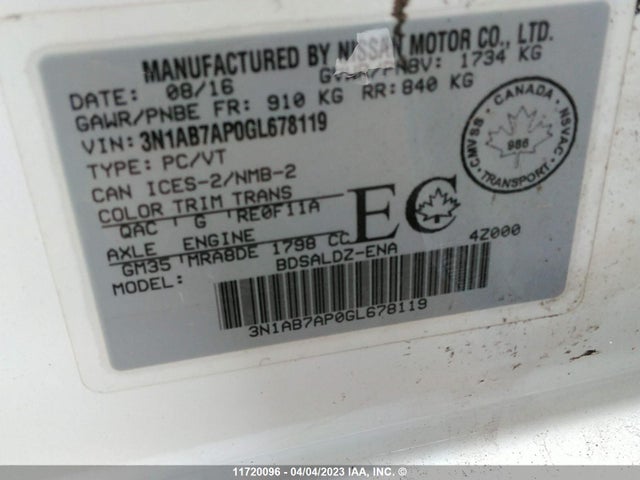 MANUFACTURED BY NISSAN MOTOR CO., LTD.
DATE: 08/16 GVWR/PNBV: 1734 KG
GAWR/PNBE FR: 910 KG RR: 840 KG
VIN: 3N1AB7AP0GL678119
TYPE: PC/VT
CAN ICES-2/NMB-2
COLOR TRIM TRANS
QAC G RE0F11A
AXLE ENGINE
GM35 MRA8DE 1798 CC
MODEL: BDSALDZ-ENA 4Z000
EC
CANADA
CMVSS NSVAC
986
TRANSPORT
3N1AB7AP0GL678119
11720096 - 04/04/2023 - IAA, INC. ©